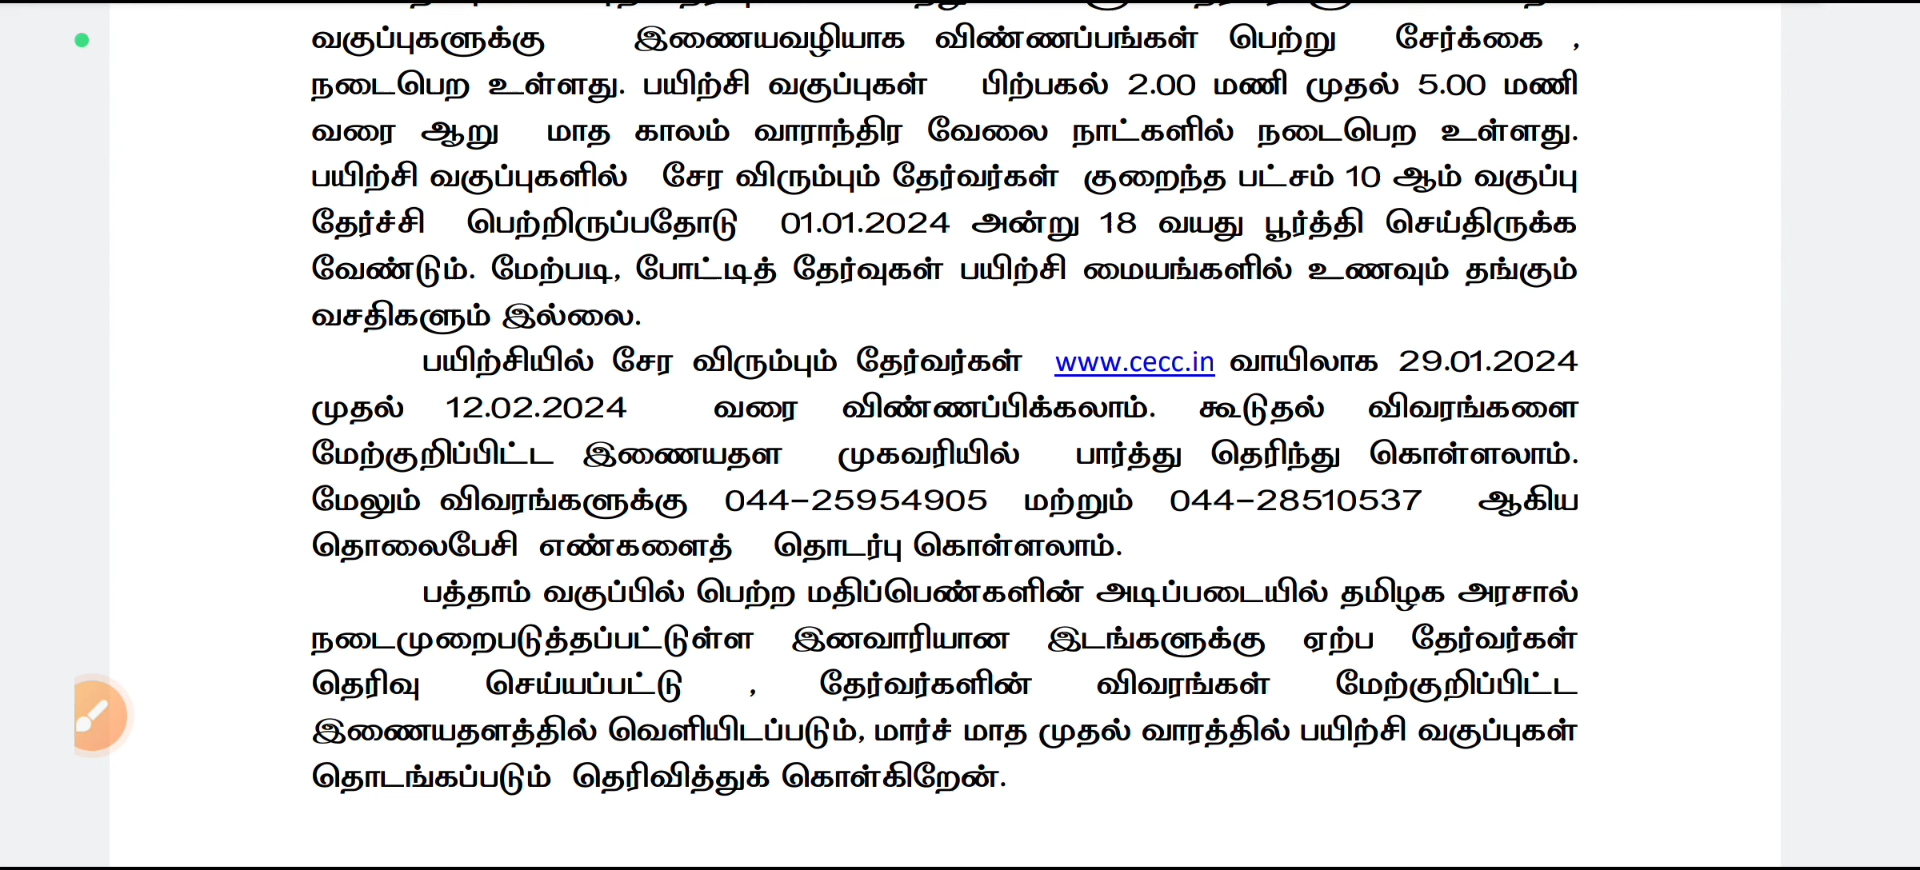 வகுப்புகளுக்கு இணையவழியாக விண்ணப்பங்கள் பெற்று சேர்க்கை ,
நடைபெற உள்ளது. பயிற்சி வகுப்புகள் பிற்பகல் 2.00 மணி முதல் 5.00 மணி
வரை ஆறு மாத காலம் வாராந்திர வேலை நாட்களில் நடைபெற உள்ளது.
பயிற்சி வகுப்புகளில் சேர விரும்பும் தேர்வர்கள் குறைந்த பட்சம் 10 ஆம் வகுப்பு
தேர்ச்சி பெற்றிருப்பதோடு 01.01.2024 அன்று 18 வயது பூர்த்தி செய்திருக்க
வேண்டும். மேற்படி, போட்டித் தேர்வுகள் பயிற்சி மையங்களில் உணவும் தங்கும்
வசதிகளும் இல்லை.
பயிற்சியில் சேர விரும்பும் தேர்வர்கள் www.cecc.in வாயிலாக 29.01.2024
முதல் 12.02.2024 வரை விண்ணப்பிக்கலாம். கூடுதல் விவரங்களை
மேற்குறிப்பிட்ட இணையதள முகவரியில் பார்த்து தெரிந்து கொள்ளலாம்.
மேலும் விவரங்களுக்கு 044-25954905 மற்றும் 044-28510537 ஆகிய
தொலைபேசி எண்களைத் தொடர்பு கொள்ளலாம்.
பத்தாம் வகுப்பில் பெற்ற மதிப்பெண்களின் அடிப்படையில் தமிழக அரசால்
நடைமுறைபடுத்தப்பட்டுள்ள இனவாரியான இடங்களுக்கு ஏற்ப தேர்வர்கள்
தெரிவு செய்யப்பட்டு , தேர்வர்களின் விவரங்கள் மேற்குறிப்பிட்ட
இணையதளத்தில் வெளியிடப்படும், மார்ச் மாத முதல் வாரத்தில் பயிற்சி வகுப்புகள்
தொடங்கப்படும் தெரிவித்துக் கொள்கிறேன்.